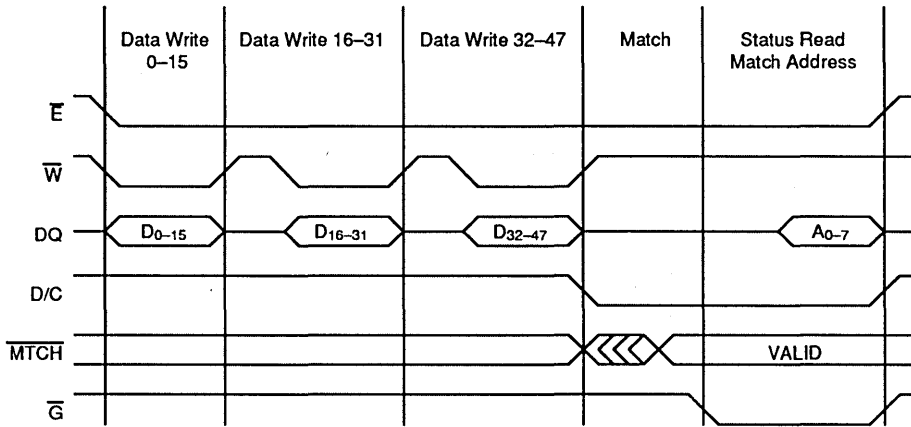 Data Write
0–15
Data Write 16–31
Data Write 32–47
Match
Status Read
Match Address
E̅
W̅
DQ
D0–15
D16–31
D32–47
A0–7
D/C
M̅T̅C̅H̅
VALID
G̅